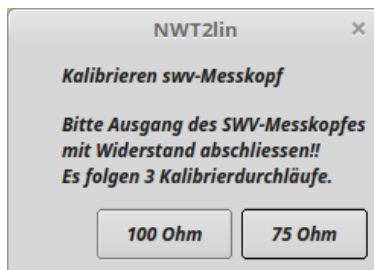 NWT2lin
Kalibrieren swv-Messkopf
Bitte Ausgang des SWV-Messkopfes
mit Widerstand abschliessen!!
Es folgen 3 Kalibrierdurchläufe.
100 Ohm
75 Ohm